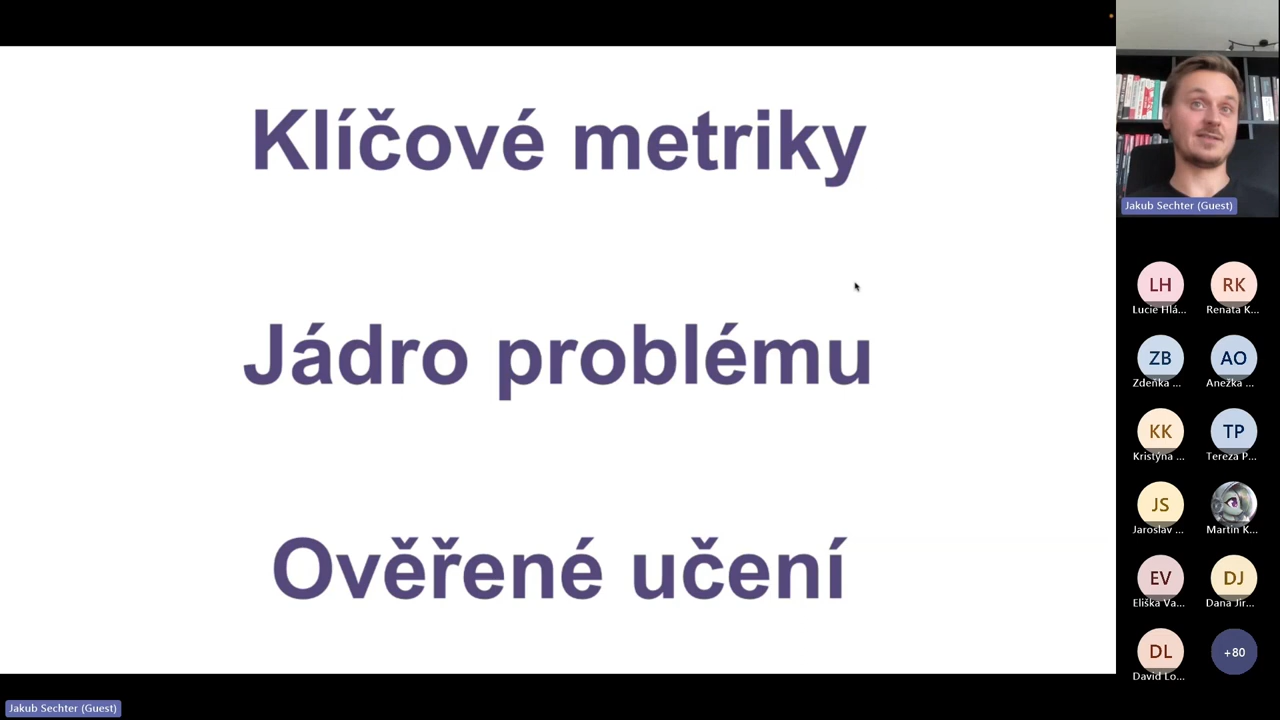 Klíčové metriky
Jádro problému
Ověřené učení
Jakub Sechter (Guest)
LH
RK
Lucie Hlá...
Renata K...
ZB
AO
Zdeňka ...
Anežka ...
KK
TP
Kristýna ...
Tereza P...
JS
Jaroslav ...
Martin K...
EV
DJ
Eliška Va...
Dana Jir...
DL
+80
David Lo...
Jakub Sechter (Guest)